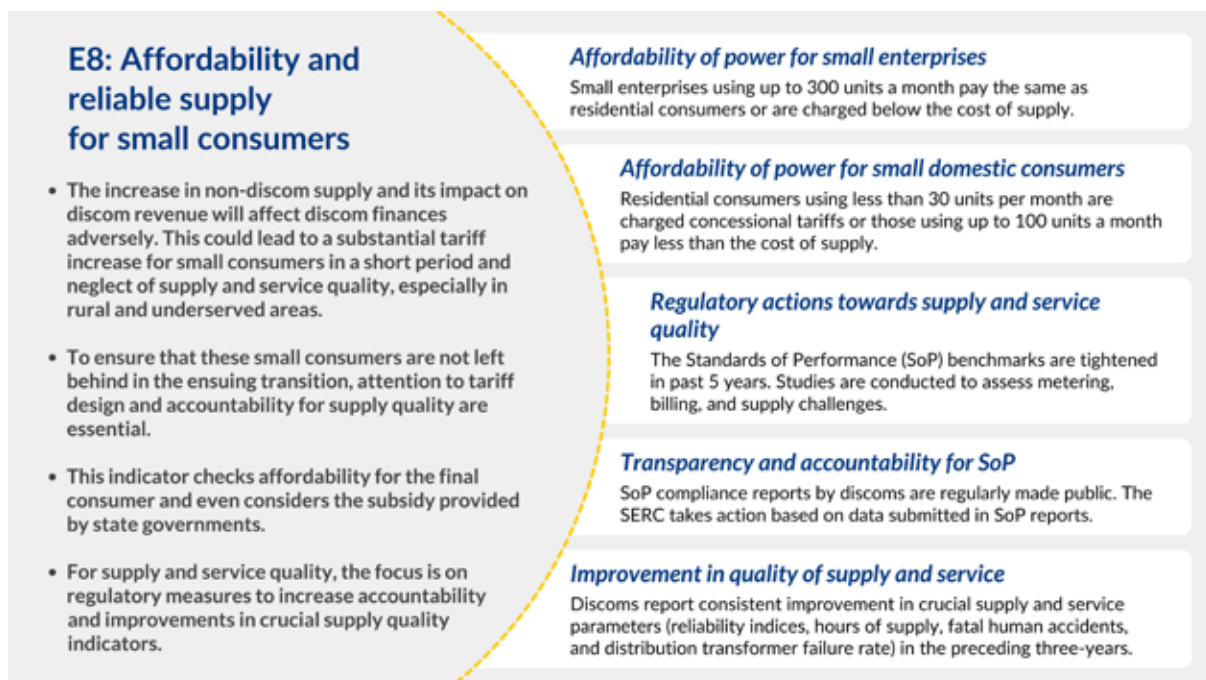 E8: Affordability and
reliable supply
for small consumers
• The increase in non-discom supply and its impact on
discom revenue will affect discom finances
adversely. This could lead to a substantial tariff
increase for small consumers in a short period and
neglect of supply and service quality, especially in
rural and underserved areas.
• To ensure that these small consumers are not left
behind in the ensuing transition, attention to tariff
design and accountability for supply quality are
essential.
• This indicator checks affordability for the final
consumer and even considers the subsidy provided
by state governments.
• For supply and service quality, the focus is on
regulatory measures to increase accountability
and improvements in crucial supply quality
indicators.
Affordability of power for small enterprises
Small enterprises using up to 300 units a month pay the same as
residential consumers or are charged below the cost of supply.
Affordability of power for small domestic consumers
Residential consumers using less than 30 units per month are
charged concessional tariffs or those using up to 100 units a month
pay less than the cost of supply.
Regulatory actions towards supply and service
quality
The Standards of Performance (SoP) benchmarks are tightened
in past 5 years. Studies are conducted to assess metering,
billing, and supply challenges.
Transparency and accountability for SoP
SoP compliance reports by discoms are regularly made public. The
SERC takes action based on data submitted in SoP reports.
Improvement in quality of supply and service
Discoms report consistent improvement in crucial supply and service
parameters (reliability indices, hours of supply, fatal human accidents,
and distribution transformer failure rate) in the preceding three-years.